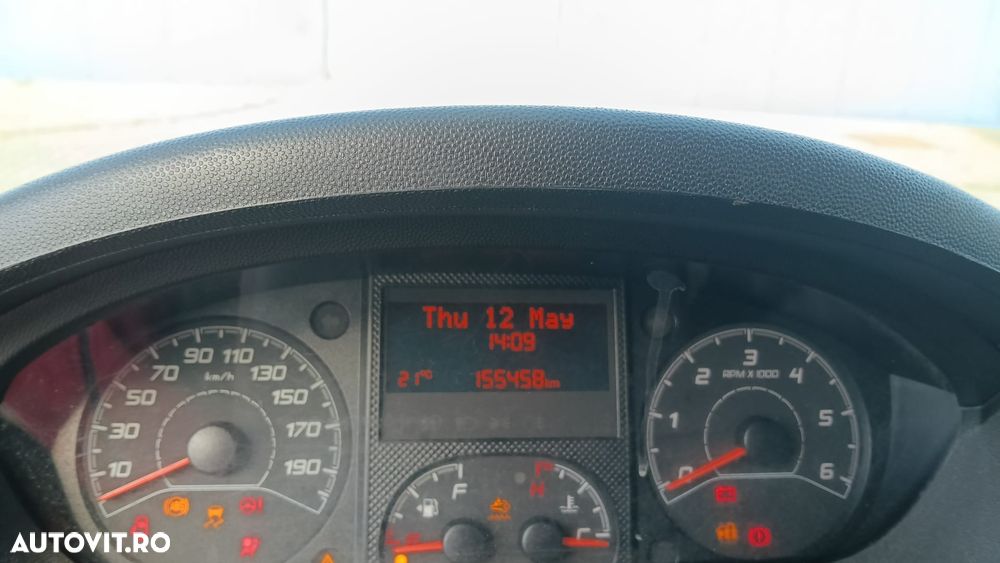 Thu 12 May
14:09
21°C 155458km
10 30 50 70 90 110 130 150 170 190
km/h
F
H
0 1 2 3 4 5 6
RPM X 1000
AUTOVIT.RO